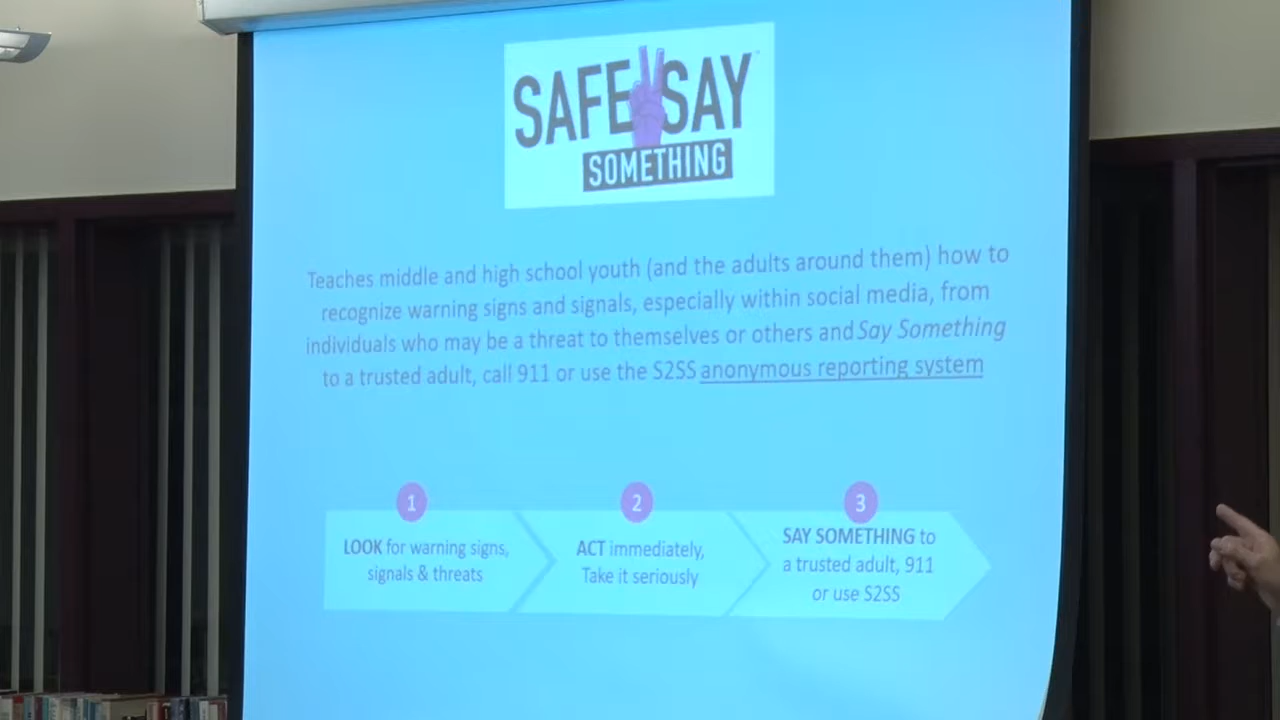 SAFE SAY
SOMETHING
Teaches middle and high school youth (and the adults around them) how to
recognize warning signs and signals, especially within social media, from
individuals who may be a threat to themselves or others and Say Something
to a trusted adult, call 911 or use the S2SS anonymous reporting system
1
LOOK for warning signs,
signals & threats
2
ACT immediately,
Take it seriously
3
SAY SOMETHING to
a trusted adult, 911
or use S2SS